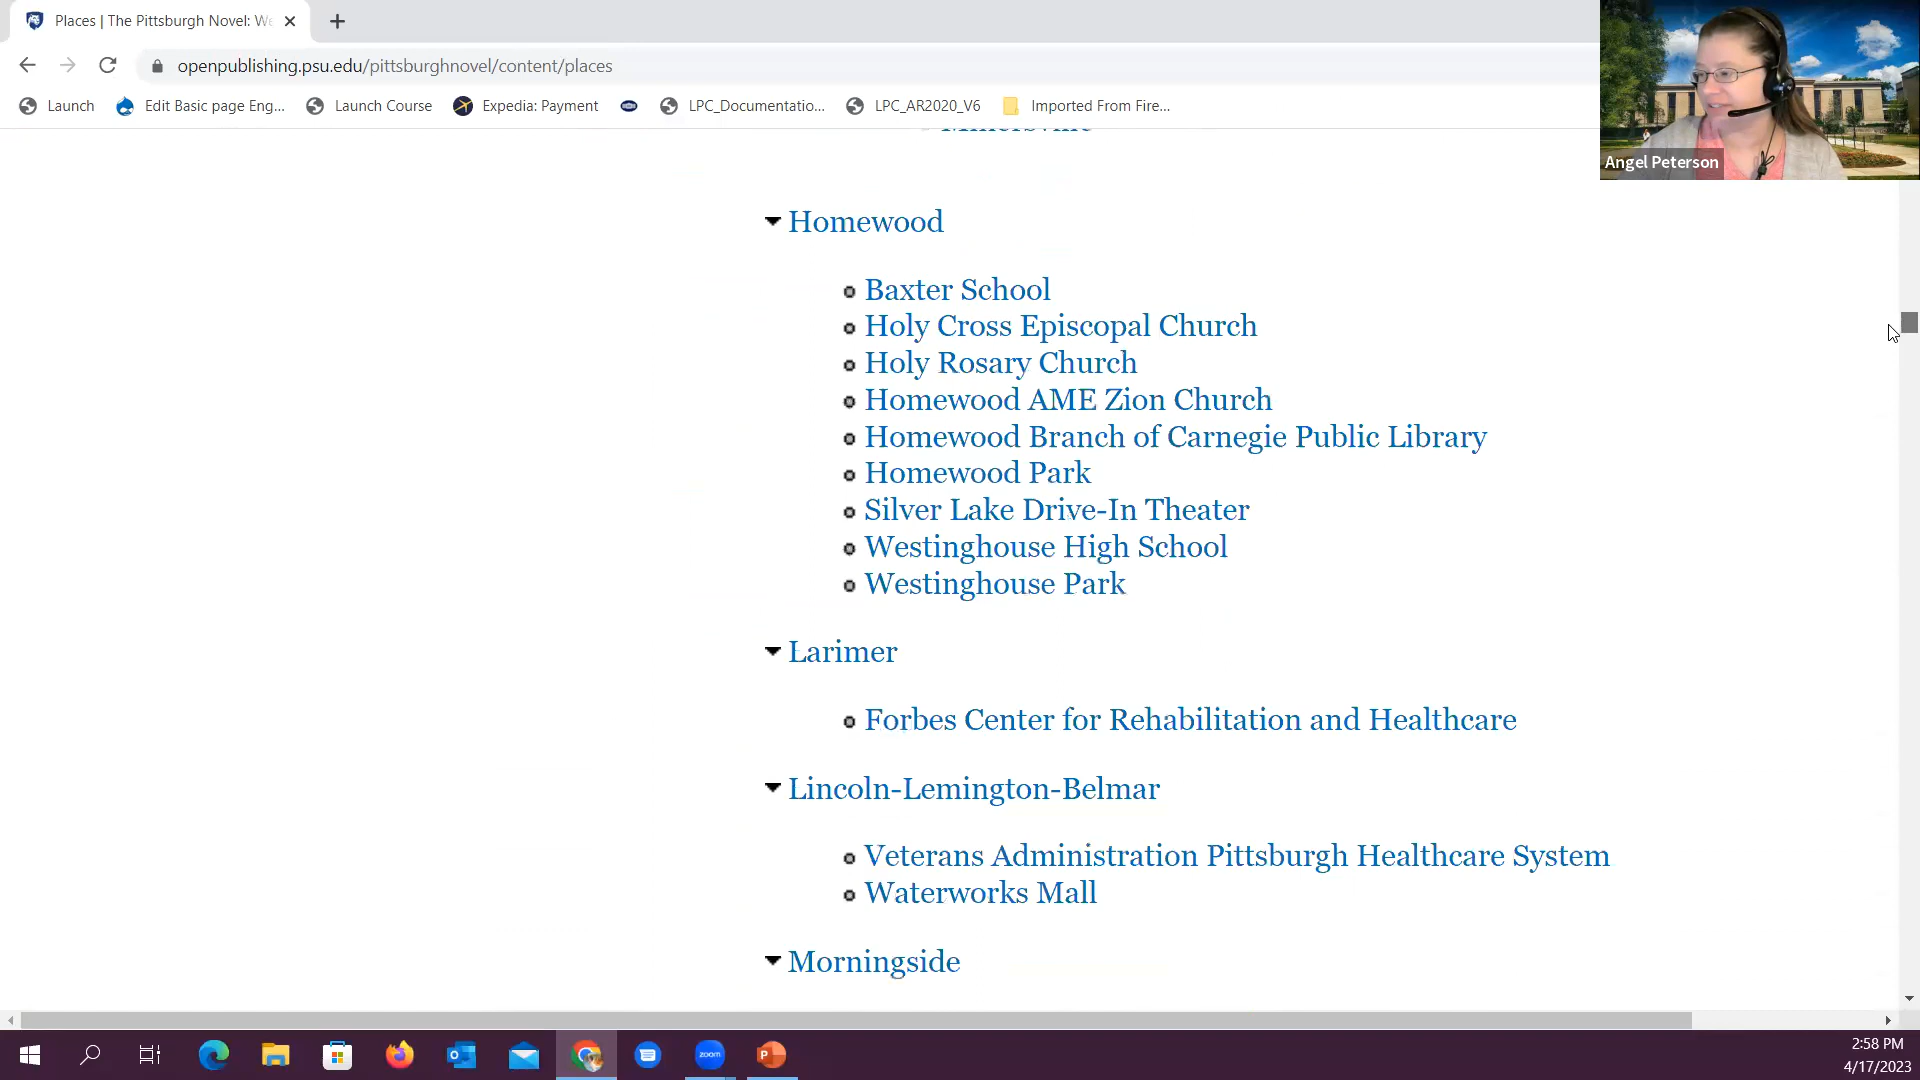 Places | The Pittsburgh Novel: We
openpublishing.psu.edu/pittsburghnovel/content/places
Launch
Edit Basic page Eng...
Launch Course
Expedia: Payment
LPC_Documentatio...
LPC_AR2020_V6
Imported From Fire...
Angel Peterson
Homewood
Baxter School
Holy Cross Episcopal Church
Holy Rosary Church
Homewood AME Zion Church
Homewood Branch of Carnegie Public Library
Homewood Park
Silver Lake Drive-In Theater
Westinghouse High School
Westinghouse Park
Larimer
Forbes Center for Rehabilitation and Healthcare
Lincoln-Lemington-Belmar
Veterans Administration Pittsburgh Healthcare System
Waterworks Mall
Morningside
zoom
2:58 PM
4/17/2023